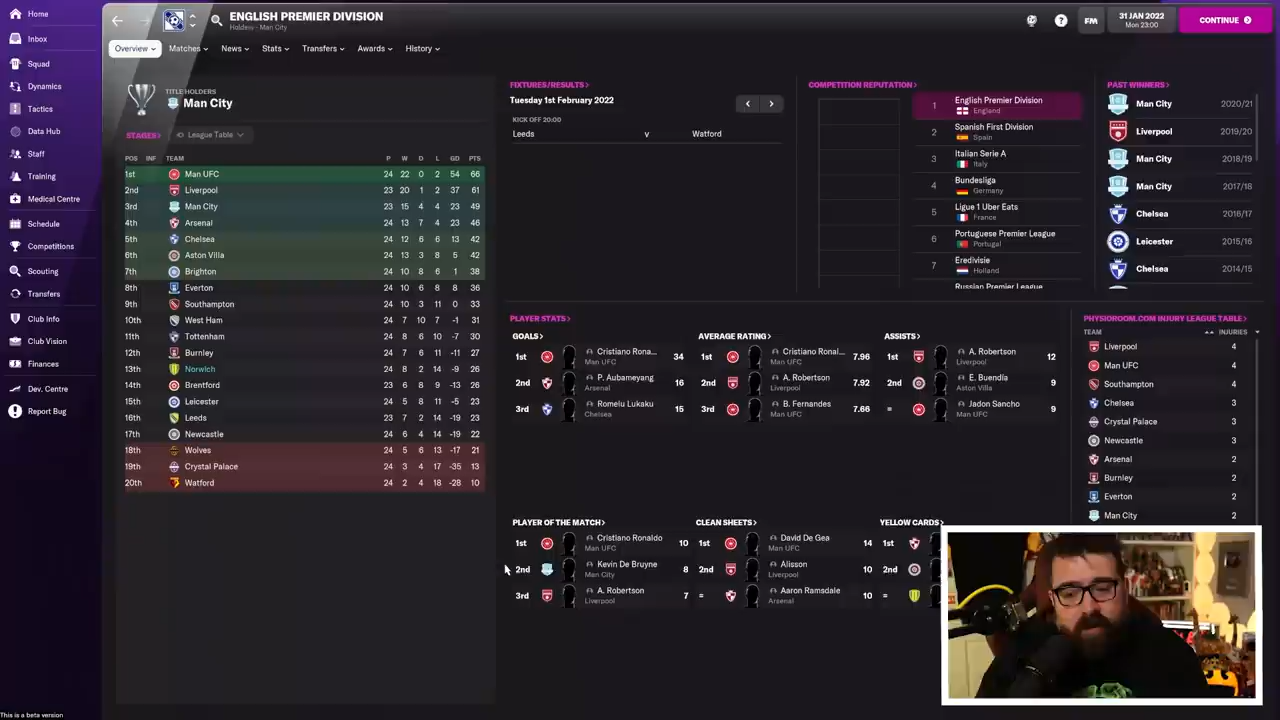 Home
Inbox
Squad
Dynamics
Tactics
Data Hub
Staff
Training
Medical Centre
Schedule
Competitions
Scouting
Transfers
Club Info
Club Vision
Finances
Dev. Centre
Report Bug
This is a beta version
ENGLISH PREMIER DIVISION
Holders - Man City
FM
31 JAN 2022
Mon 23:00
CONTINUE
Overview Matches News Stats Transfers Awards History
TITLE HOLDERS
Man City
STAGES> League Table
POS INF TEAM P W D L GD PTS
1st Man UFC 24 22 0 2 54 66
2nd Liverpool 23 20 1 2 37 61
3rd Man City 23 15 4 4 23 49
4th Arsenal 24 13 7 4 23 46
5th Chelsea 24 12 6 6 13 42
6th Aston Villa 24 13 3 8 5 42
7th Brighton 24 10 8 6 1 38
8th Everton 24 10 6 8 8 36
9th Southampton 24 10 3 11 0 33
10th West Ham 24 7 10 7 -1 31
11th Tottenham 24 8 6 10 -7 30
12th Burnley 24 7 6 11 -11 27
13th Norwich 24 8 2 14 -9 26
14th Brentford 23 6 8 9 -13 26
15th Leicester 24 5 8 11 -5 23
16th Leeds 23 7 2 14 -19 23
17th Newcastle 24 6 4 14 -19 22
18th Wolves 24 5 6 13 -17 21
19th Crystal Palace 24 3 4 17 -35 13
20th Watford 24 2 4 18 -28 10
FIXTURES/RESULTS>
Tuesday 1st February 2022
KICK OFF 20:00
Leeds v Watford
COMPETITION REPUTATION>
1 English Premier Division
England
2 Spanish First Division
Spain
3 Italian Serie A
Italy
4 Bundesliga
Germany
5 Ligue 1 Uber Eats
France
6 Portuguese Premier League
Portugal
7 Eredivisie
Holland
Russian Premier League
PAST WINNERS>
Man City 2020/21
Liverpool 2019/20
Man City 2018/19
Man City 2017/18
Chelsea 2016/17
Leicester 2015/16
Chelsea 2014/15
PLAYER STATS>
GOALS>
1st Cristiano Rona... 34
Man UFC
2nd P. Aubameyang 16
Arsenal
3rd Romelu Lukaku 15
Chelsea
AVERAGE RATING>
1st Cristiano Ronal... 7.96
Man UFC
2nd A. Robertson 7.92
Liverpool
3rd B. Fernandes 7.66
Man UFC
ASSISTS>
1st A. Robertson 12
Liverpool
2nd E. Buendía 9
Aston Villa
= Jadon Sancho 9
Man UFC
PLAYER OF THE MATCH>
1st Cristiano Ronaldo 10
Man UFC
2nd Kevin De Bruyne 8
Man City
3rd A. Robertson 7
Liverpool
CLEAN SHEETS>
1st David De Gea 14
Man UFC
2nd Alisson 10
Liverpool
= Aaron Ramsdale 10
Arsenal
YELLOW CARDS>
1st
2nd
=
PHYSIOROOM.COM INJURY LEAGUE TABLE>
TEAM INJURIES
Liverpool 4
Man UFC 4
Southampton 4
Chelsea 3
Crystal Palace 3
Newcastle 3
Arsenal 2
Burnley 2
Everton 2
Man City 2